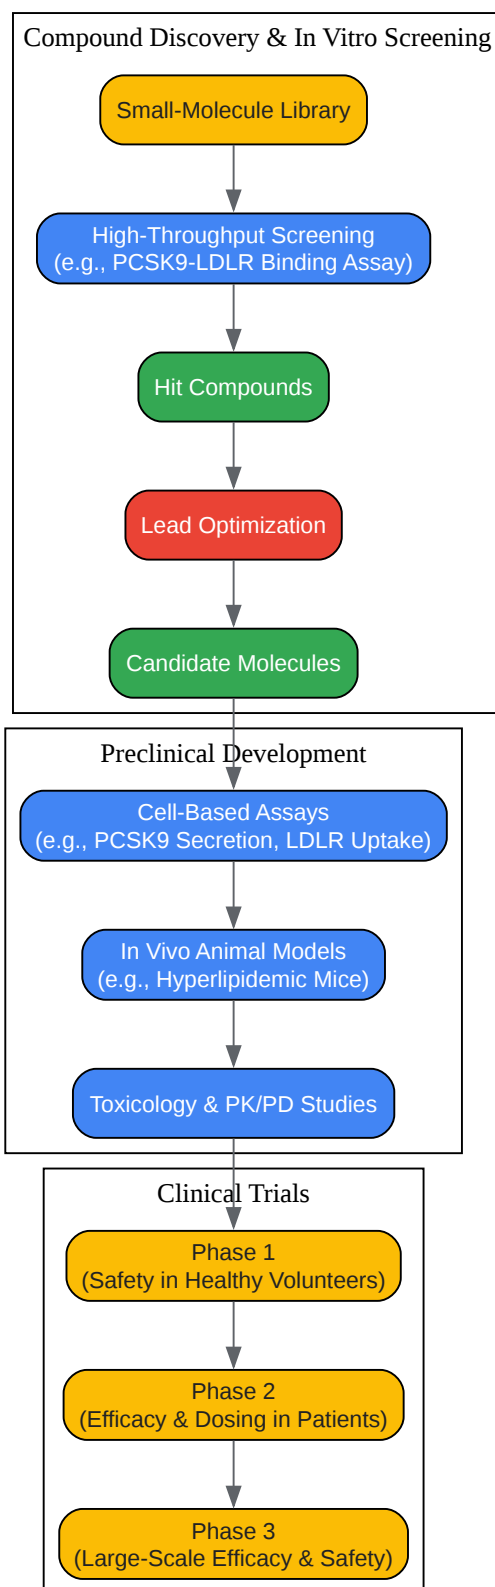 Compound Discovery & In Vitro Screening
Small-Molecule Library
High-Throughput Screening
(e.g., PCSK9-LDLR Binding Assay)
Hit Compounds
Lead Optimization
Candidate Molecules
Preclinical Development
Cell-Based Assays
(e.g., PCSK9 Secretion, LDLR Uptake)
In Vivo Animal Models
(e.g., Hyperlipidemic Mice)
Toxicology & PK/PD Studies
Clinical Trials
Phase 1
(Safety in Healthy Volunteers)
Phase 2
(Efficacy & Dosing in Patients)
Phase 3
(Large-Scale Efficacy & Safety)